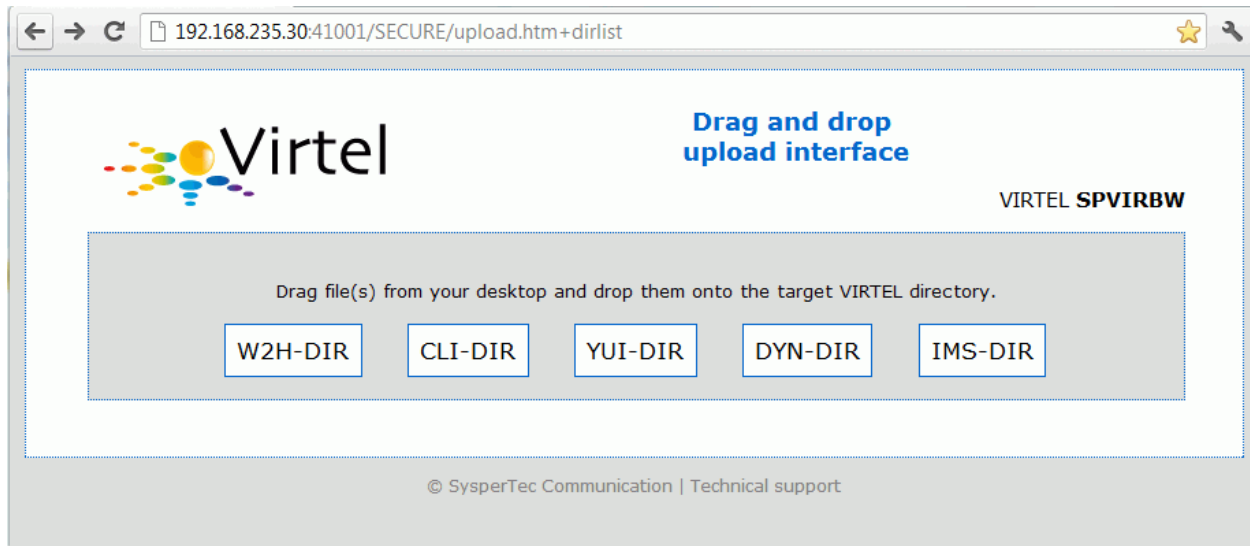 192.168.235.30:41001/SECURE/upload.htm+dirlist
Virtel
Drag and drop
upload interface
VIRTEL SPVIRBW
Drag file(s) from your desktop and drop them onto the target VIRTEL directory.
W2H-DIR CLI-DIR YUI-DIR DYN-DIR IMS-DIR
© SysperTec Communication | Technical support